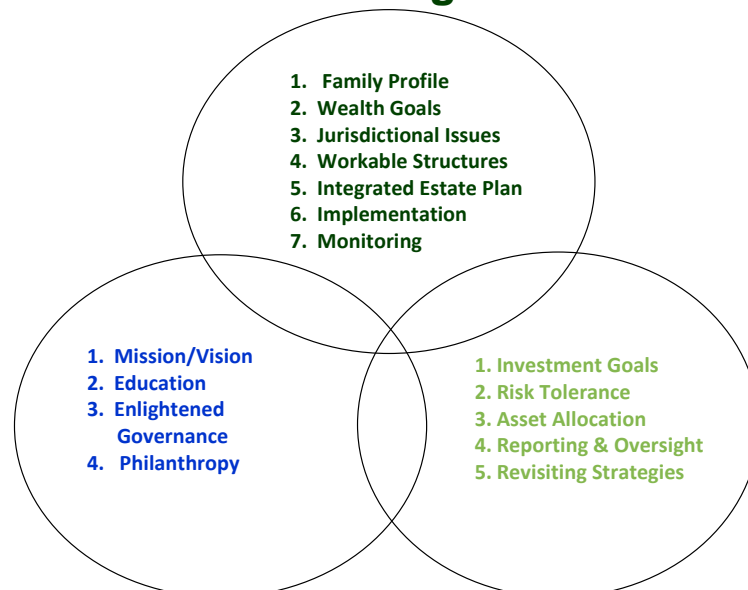 1. Family Profile
2. Wealth Goals
3. Jurisdictional Issues
4. Workable Structures
5. Integrated Estate Plan
6. Implementation
7. Monitoring
1. Mission/Vision
2. Education
3. Enlightened
Governance
4. Philanthropy
1. Investment Goals
2. Risk Tolerance
3. Asset Allocation
4. Reporting & Oversight
5. Revisiting Strategies